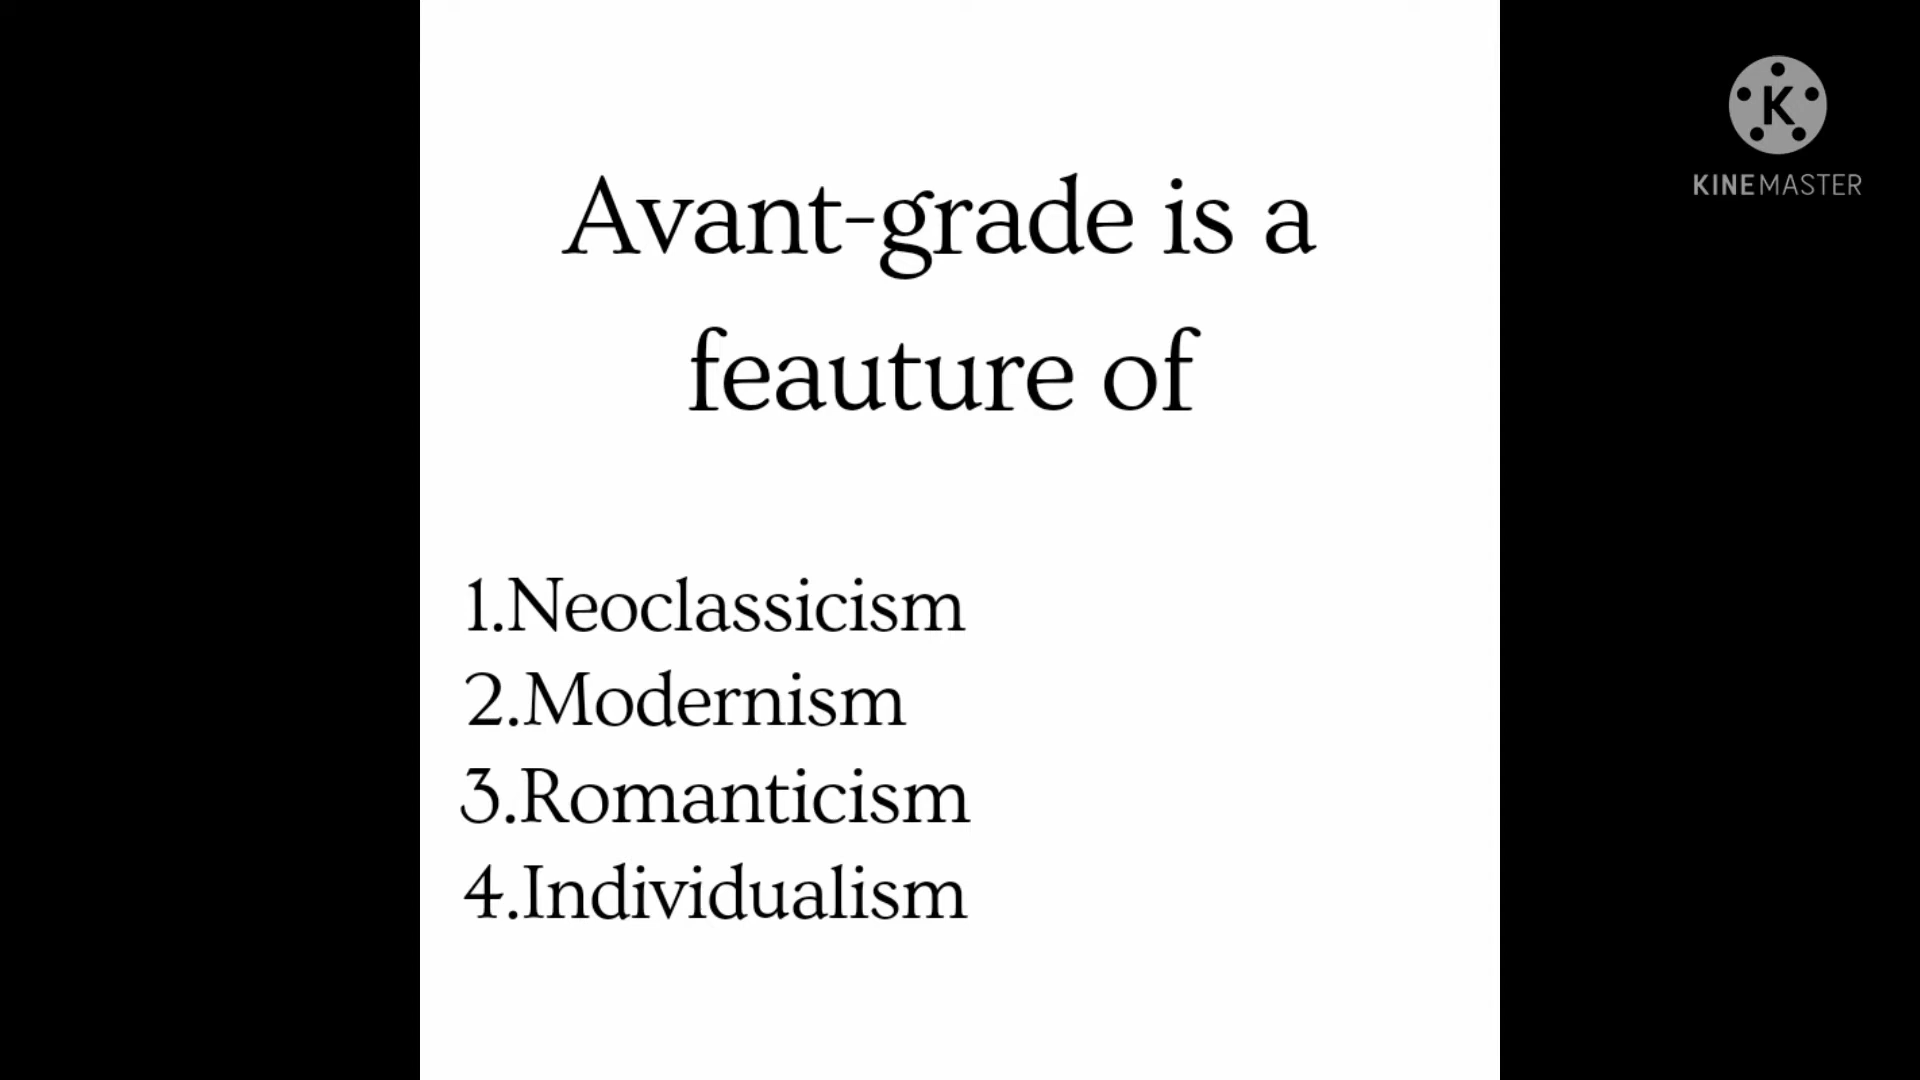 Avant-grade is a
feauture of
1.Neoclassicism
2.Modernism
3.Romanticism
4.Individualism
K
KINEMASTER